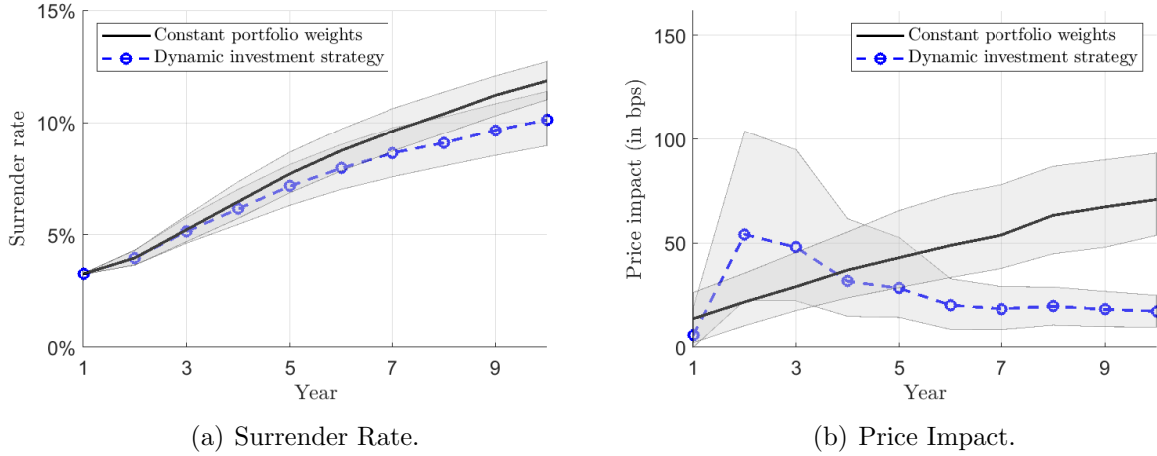 15%
10%
5%
0%
Surrender rate
Constant portfolio weights
Dynamic investment strategy
1 3 5 7 9
Year
(a) Surrender Rate.
150
100
50
0
Price impact (in bps)
Constant portfolio weights
Dynamic investment strategy
1 3 5 7 9
Year
(b) Price Impact.